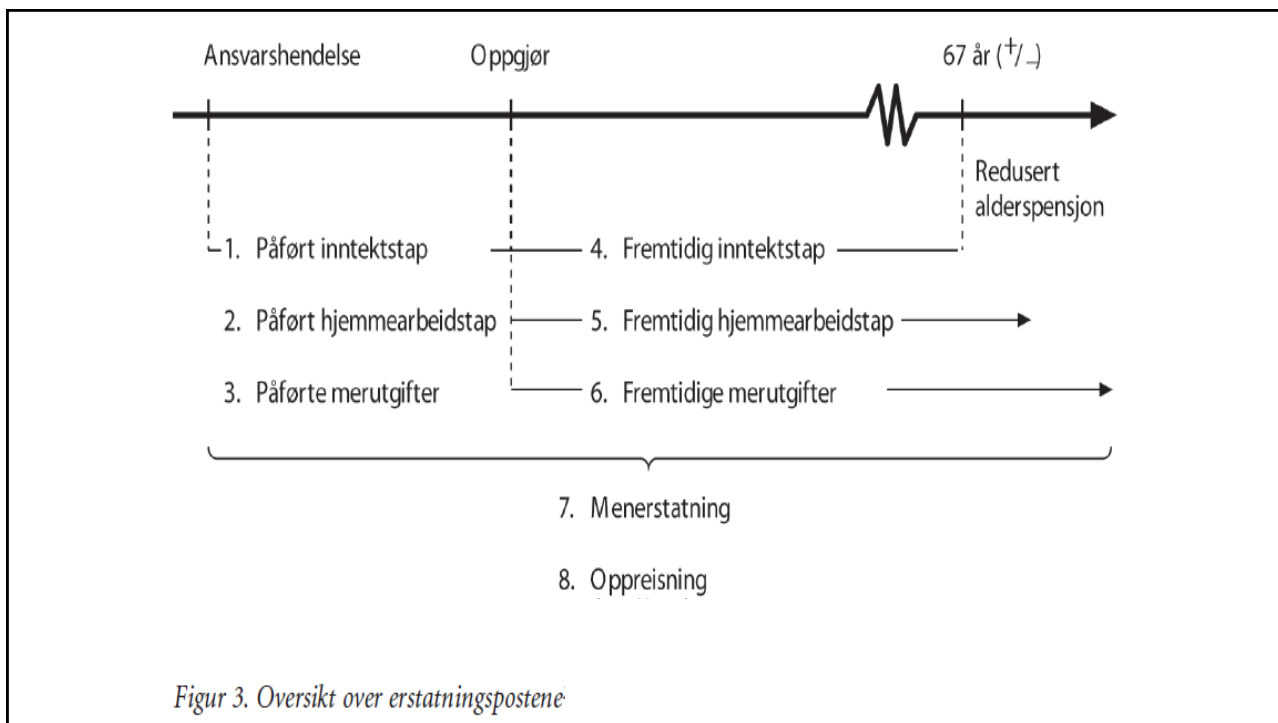 Ansvarshendelse Oppgjør 67 år (+/–)
Redusert
alderspensjon
1. Påført inntektstap 4. Fremtidig inntektstap
2. Påført hjemmearbeidstap 5. Fremtidig hjemmearbeidstap
3. Påførte merutgifter 6. Fremtidige merutgifter
7. Menerstatning
8. Oppreisning
Figur 3. Oversikt over erstatningspostene